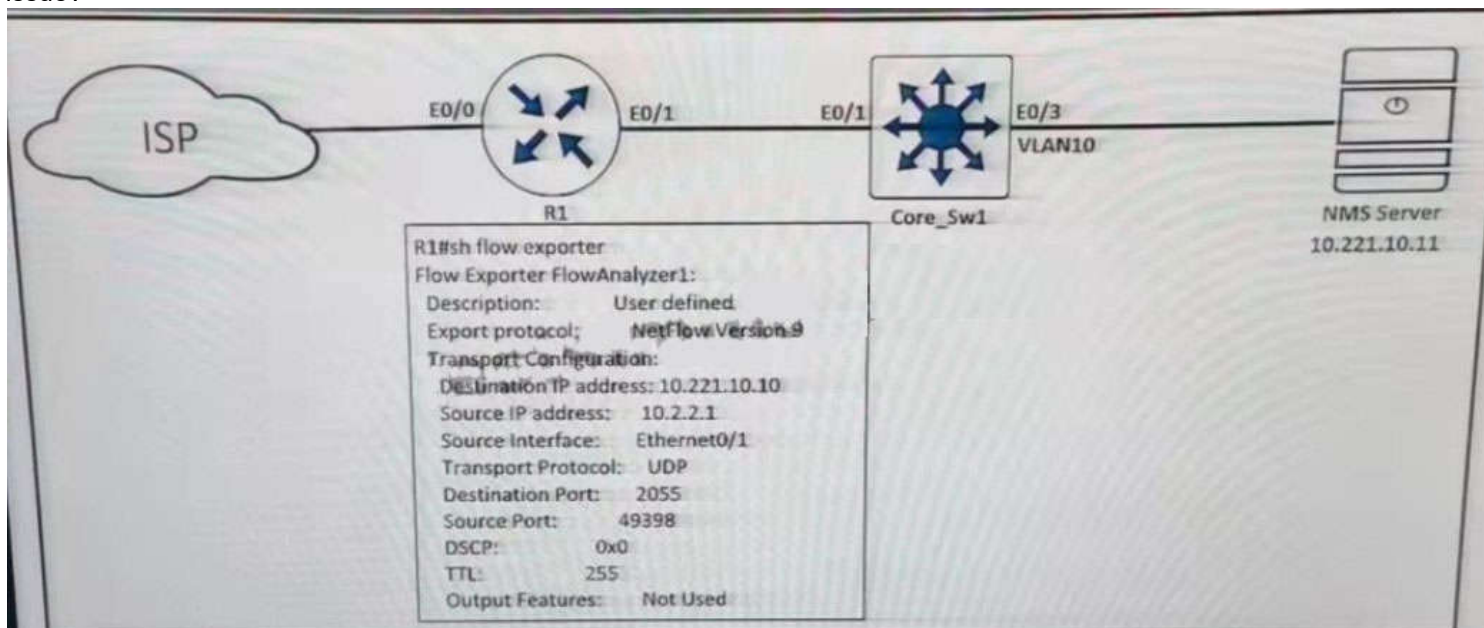 issue?
ISP
E0/0
E0/1
E0/1
E0/3
VLAN10
R1
Core_Sw1
NMS Server
10.221.10.11
R1#sh flow exporter
Flow Exporter FlowAnalyzer1:
Description: User defined
Export protocol: NetFlow Version 9
Transport Configuration:
Destination IP address: 10.221.10.10
Source IP address: 10.2.2.1
Source Interface: Ethernet0/1
Transport Protocol: UDP
Destination Port: 2055
Source Port: 49398
DSCP: 0x0
TTL: 255
Output Features: Not Used